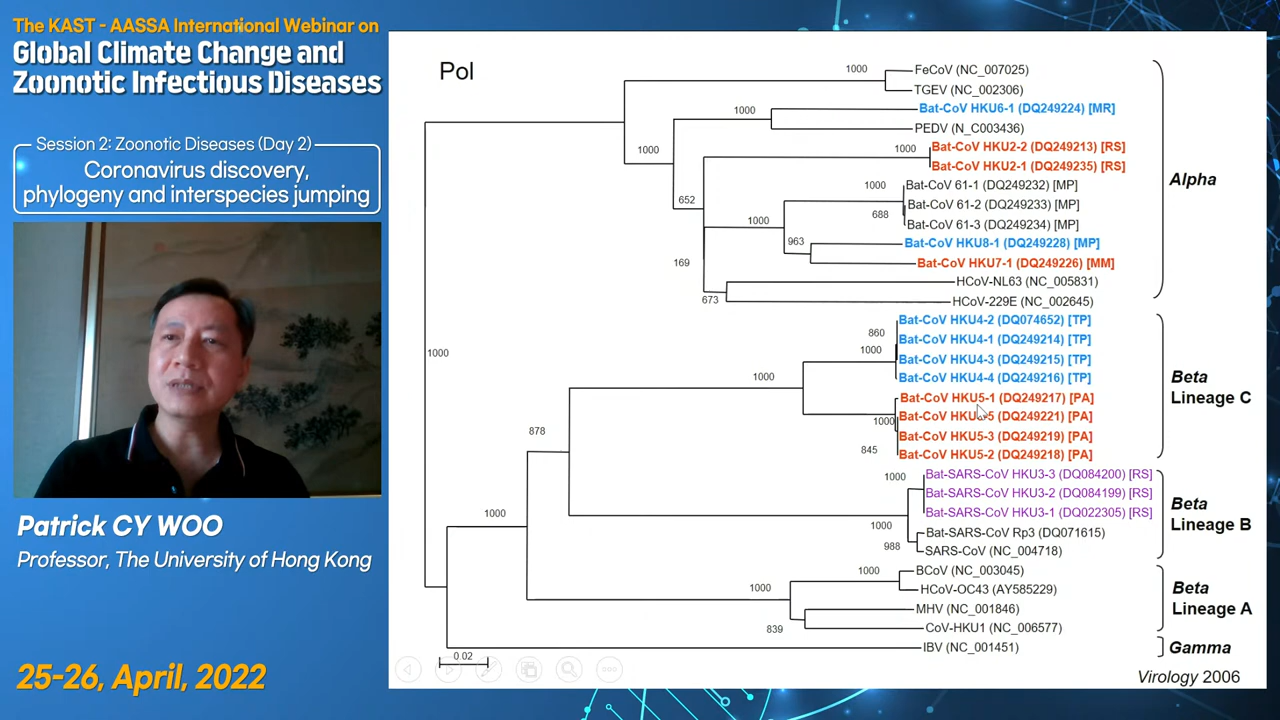 The KAST - AASSA International Webinar on
Global Climate Change and
Zoonotic Infectious Diseases
Session 2: Zoonotic Diseases (Day 2)
Coronavirus discovery,
phylogeny and interspecies jumping
Patrick CY WOO
Professor, The University of Hong Kong
25-26, April, 2022
Pol
1000
FeCoV (NC_007025)
TGEV (NC_002306)
1000
Bat-CoV HKU6-1 (DQ249224) [MR]
PEDV (N_C003436)
1000
1000
Bat-CoV HKU2-2 (DQ249213) [RS]
Bat-CoV HKU2-1 (DQ249235) [RS]
652
1000
Bat-CoV 61-1 (DQ249232) [MP]
Bat-CoV 61-2 (DQ249233) [MP]
688
Bat-CoV 61-3 (DQ249234) [MP]
1000
963
Bat-CoV HKU8-1 (DQ249228) [MP]
Bat-CoV HKU7-1 (DQ249226) [MM]
169
HCoV-NL63 (NC_005831)
673
HCoV-229E (NC_002645)
Alpha
1000
Bat-CoV HKU4-2 (DQ074652) [TP]
860
Bat-CoV HKU4-1 (DQ249214) [TP]
1000
Bat-CoV HKU4-3 (DQ249215) [TP]
Bat-CoV HKU4-4 (DQ249216) [TP]
1000
Bat-CoV HKU5-1 (DQ249217) [PA]
Bat-CoV HKU5-5 (DQ249221) [PA]
1000
Bat-CoV HKU5-3 (DQ249219) [PA]
845
Bat-CoV HKU5-2 (DQ249218) [PA]
Beta
Lineage C
878
1000
Bat-SARS-CoV HKU3-3 (DQ084200) [RS]
Bat-SARS-CoV HKU3-2 (DQ084199) [RS]
Bat-SARS-CoV HKU3-1 (DQ022305) [RS]
1000
Bat-SARS-CoV Rp3 (DQ071615)
988
SARS-CoV (NC_004718)
Beta
Lineage B
1000
1000
BCoV (NC_003045)
HCoV-OC43 (AY585229)
1000
MHV (NC_001846)
839
CoV-HKU1 (NC_006577)
Beta
Lineage A
IBV (NC_001451)
Gamma
0.02
Virology 2006